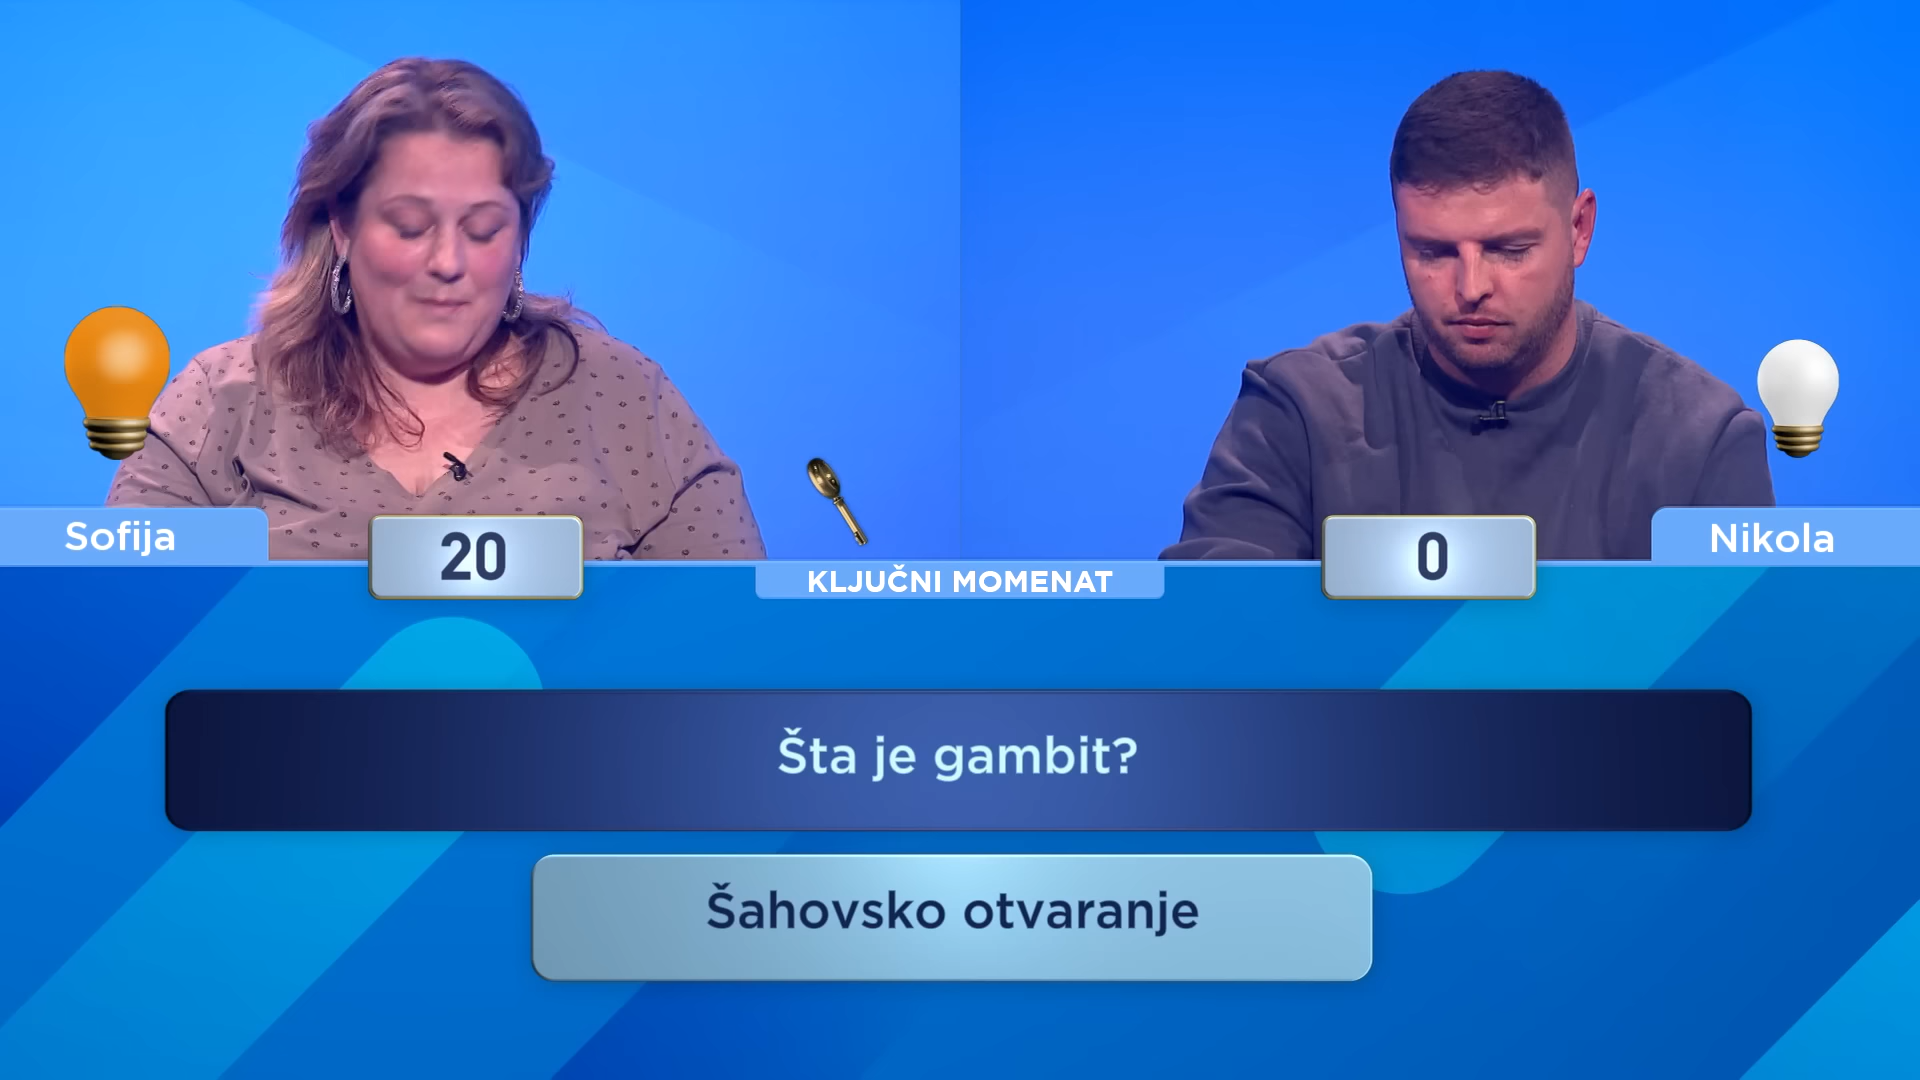 Sofija
20
KLJUČNI MOMENAT
0
Nikola
Šta je gambit?
Šahovsko otvaranje